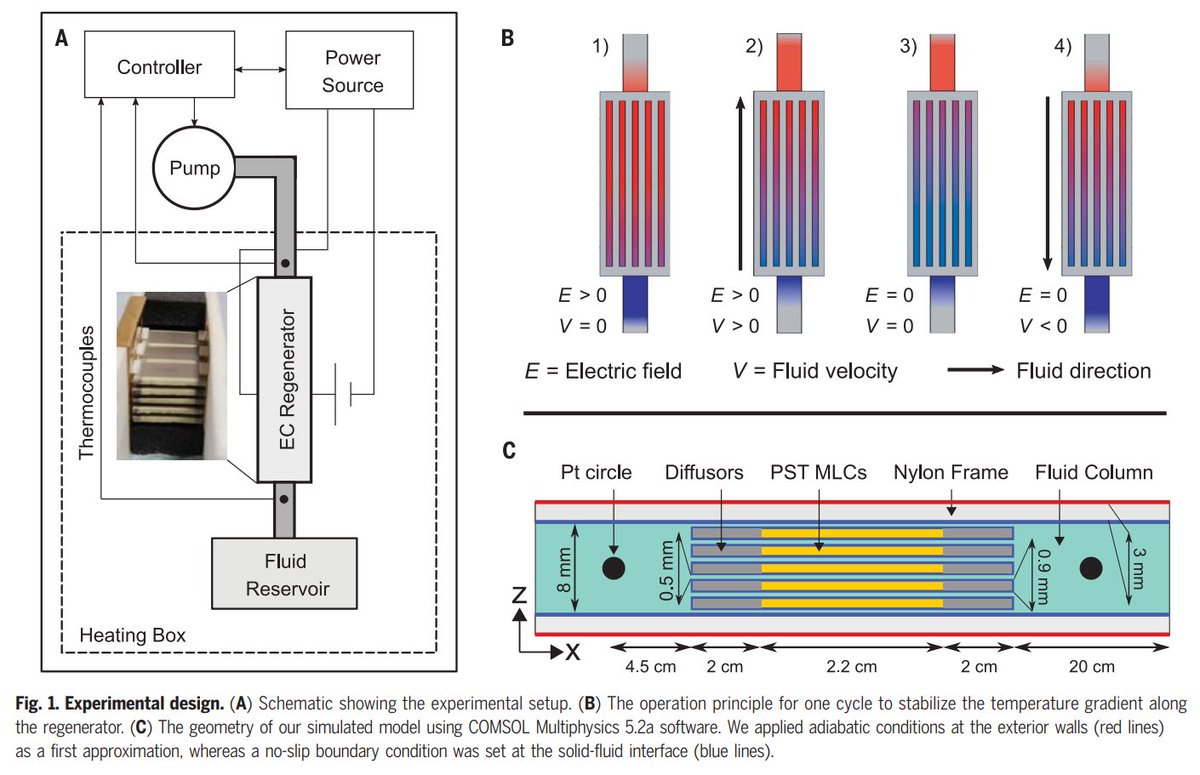 A
Controller
Power
Source
Pump
Thermocouples
EC Regenerator
Fluid
Reservoir
Heating Box
B
1)
2)
3)
4)
E > 0
V = 0
E > 0
V > 0
E = 0
V = 0
E = 0
V < 0
E = Electric field
V = Fluid velocity
Fluid direction
C
Pt circle
Diffusors
PST MLCs
Nylon Frame
Fluid Column
8 mm
0.5 mm
0.9 mm
3 mm
Z
X
4.5 cm
2 cm
2.2 cm
2 cm
20 cm
Fig. 1. Experimental design. (A) Schematic showing the experimental setup. (B) The operation principle for one cycle to stabilize the temperature gradient along
the regenerator. (C) The geometry of our simulated model using COMSOL Multiphysics 5.2a software. We applied adiabatic conditions at the exterior walls (red lines)
as a first approximation, whereas a no-slip boundary condition was set at the solid-fluid interface (blue lines).